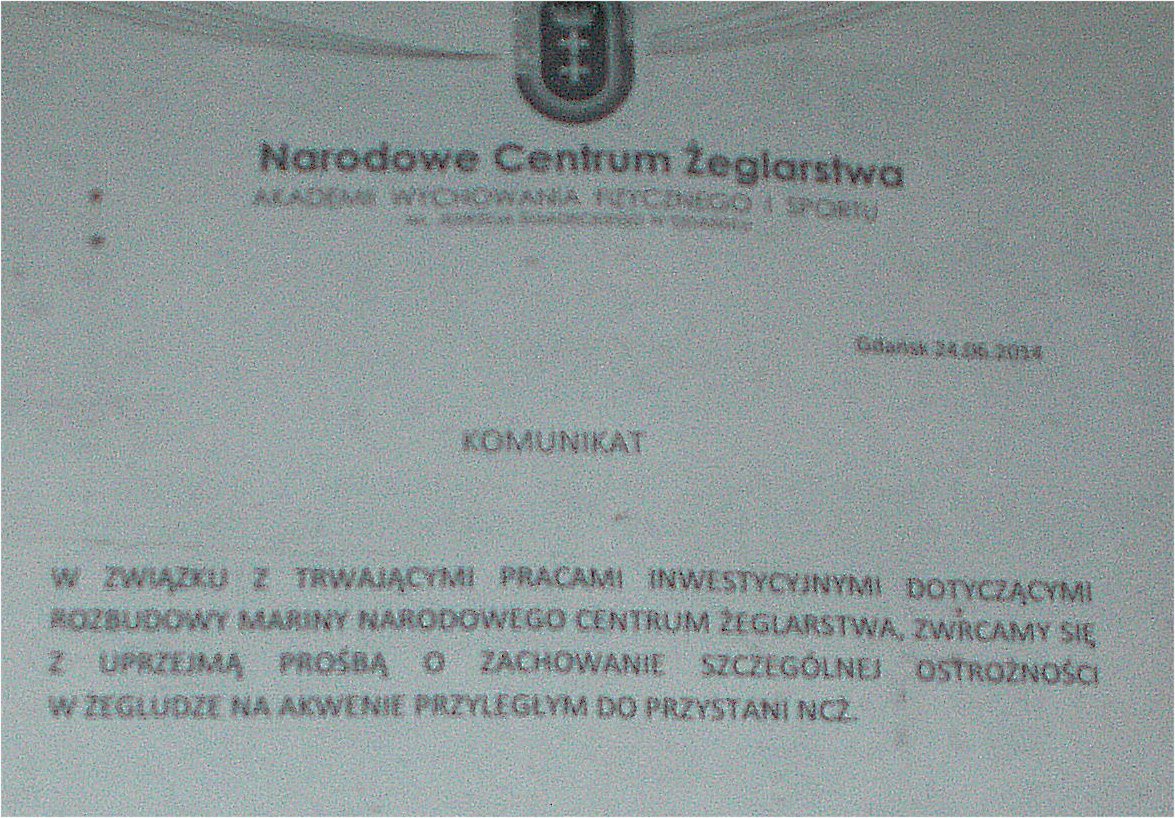 Narodowe Centrum Żeglarstwa
AKADEMII WYCHOWANIA FIZYCZNEGO I SPORTU
Gdańsk 24.06.2014
KOMUNIKAT
W ZWIĄZKU Z TRWAJĄCYMI PRACAMI INWESTYCYJNYMI DOTYCZĄCYMI
ROZBUDOWY MARINY NARODOWEGO CENTRUM ŻEGLARSTWA, ZWRCAMY SIĘ
Z UPRZEJMĄ PROŚBĄ O ZACHOWANIE SZCZEGÓLNEJ OSTROŻNOŚCI
W ŻEGLUDZE NA AKWENIE PRZYLEGŁYM DO PRZYSTANI NCŻ.